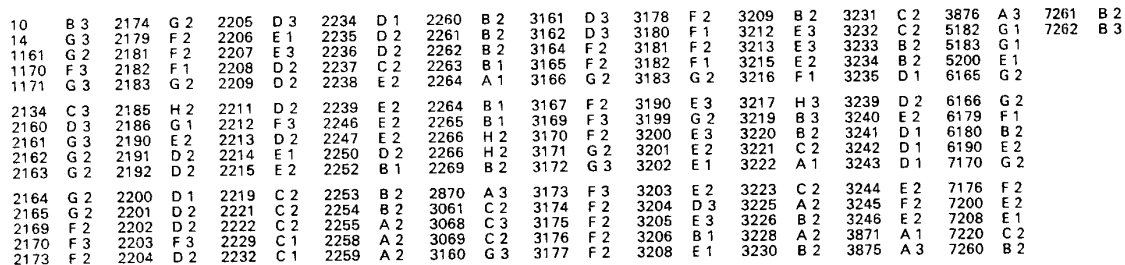 10 B 3 2174 G 2 2205 D 3 2234 D 1 2260 B 2 3161 D 3 3178 F 2 3209 B 2 3231 C 2 3876 A 3 7261 B 2
14 G 3 2179 F 2 2206 E 1 2235 D 2 2261 B 2 3162 D 3 3180 F 1 3212 E 3 3232 C 2 5182 G 1 7262 B 3
1161 G 2 2181 F 2 2207 E 3 2236 D 2 2262 B 2 3164 F 2 3181 F 2 3213 E 3 3233 B 2 5183 G 1
1170 F 3 2182 F 1 2208 D 2 2237 C 2 2263 B 1 3165 F 2 3182 F 1 3215 E 2 3234 B 2 5200 E 1
1171 G 3 2183 G 2 2209 D 2 2238 E 2 2264 A 1 3166 G 2 3183 G 2 3216 F 1 3235 D 1 6165 G 2
2134 C 3 2185 H 2 2211 D 2 2239 E 2 2264 B 1 3167 F 2 3190 E 3 3217 H 3 3239 D 2 6166 G 2
2160 D 3 2186 G 1 2212 F 3 2246 E 2 2265 B 1 3169 F 3 3199 G 2 3219 B 3 3240 E 2 6179 F 1
2161 G 3 2190 E 2 2213 D 2 2247 E 2 2266 H 2 3170 F 2 3200 E 3 3220 B 2 3241 D 1 6180 B 2
2162 G 2 2191 D 2 2214 E 1 2250 D 2 2266 H 2 3171 G 2 3201 E 2 3221 C 2 3242 D 1 6190 E 2
2163 G 2 2192 D 2 2215 E 2 2252 B 1 2269 B 2 3172 G 3 3202 E 1 3222 A 1 3243 D 1 7170 G 2
2164 G 2 2200 D 1 2219 C 2 2253 B 2 2870 A 3 3173 F 3 3203 E 2 3223 C 2 3244 E 2 7176 F 2
2165 G 2 2201 D 2 2221 C 2 2254 B 2 3061 C 2 3174 F 2 3204 D 3 3225 A 2 3245 F 2 7200 E 2
2169 F 2 2202 D 2 2222 C 2 2255 A 2 3068 C 3 3175 F 2 3205 E 3 3226 B 2 3246 E 2 7208 E 1
2170 F 3 2203 F 3 2229 C 1 2258 A 2 3069 C 2 3176 F 2 3206 B 1 3228 A 2 3871 A 1 7220 C 2
2173 F 2 2204 D 2 2232 C 1 2259 A 2 3160 G 3 3177 F 2 3208 E 1 3230 B 2 3875 A 3 7260 B 2